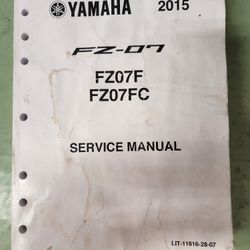 YAMAHA 2015
FZ-07
FZ07F
FZ07FC
SERVICE MANUAL
LIT-11616-28-07